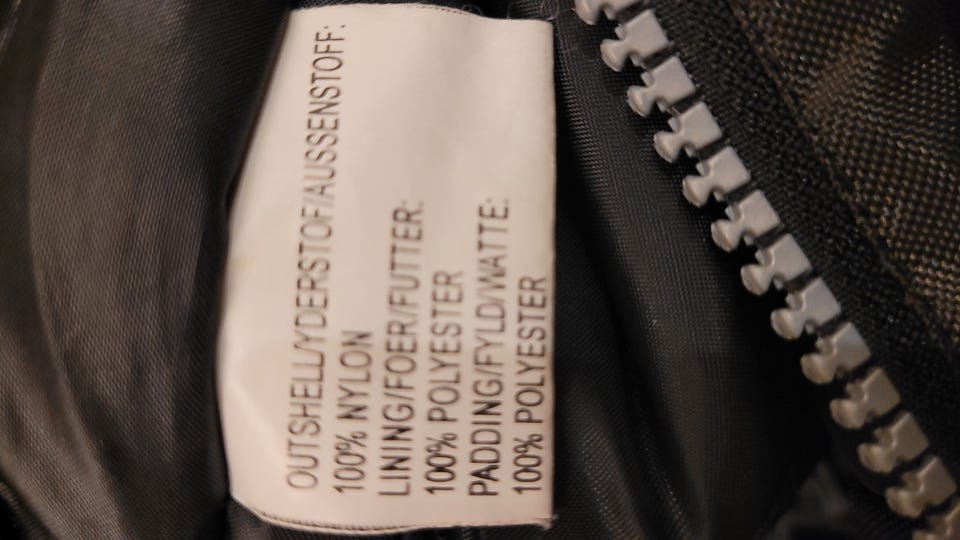 OUTSHELL/YDERSTOF/AUSSENSTOFF:
100% NYLON
LINING/FOER/FUTTER:
100% POLYESTER
PADDING/FYLD/WATTE:
100% POLYESTER